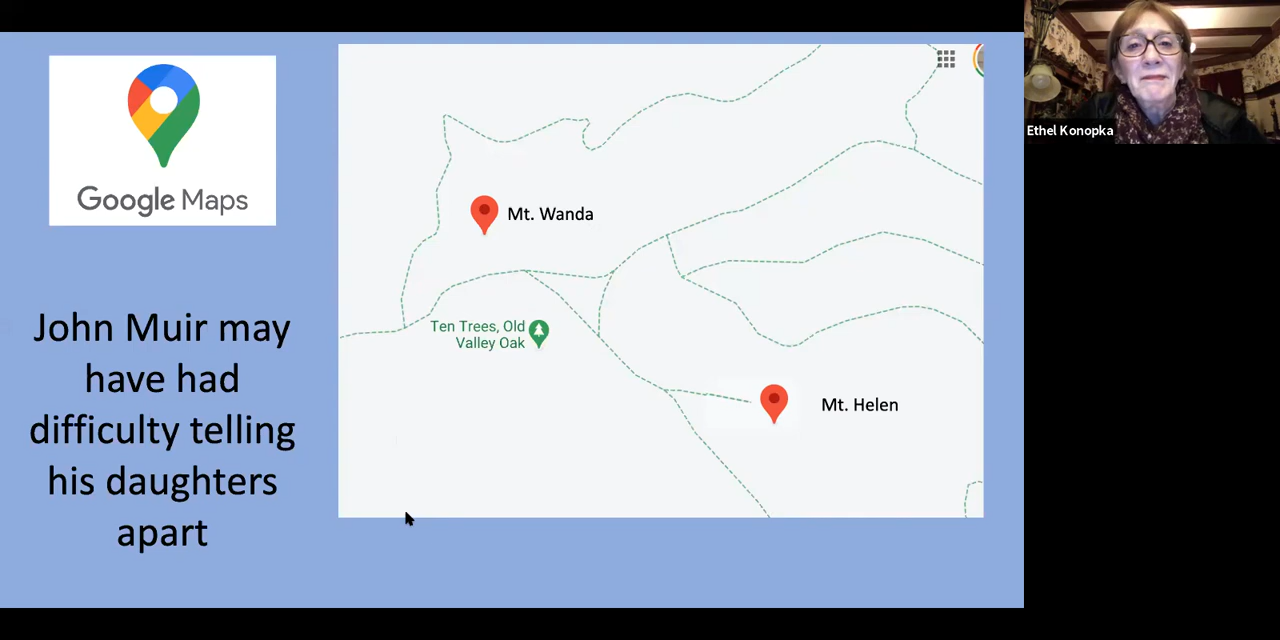 Google Maps
John Muir may
have had
difficulty telling
his daughters
apart
Mt. Wanda
Ten Trees, Old
Valley Oak
Mt. Helen
Ethel Konopka